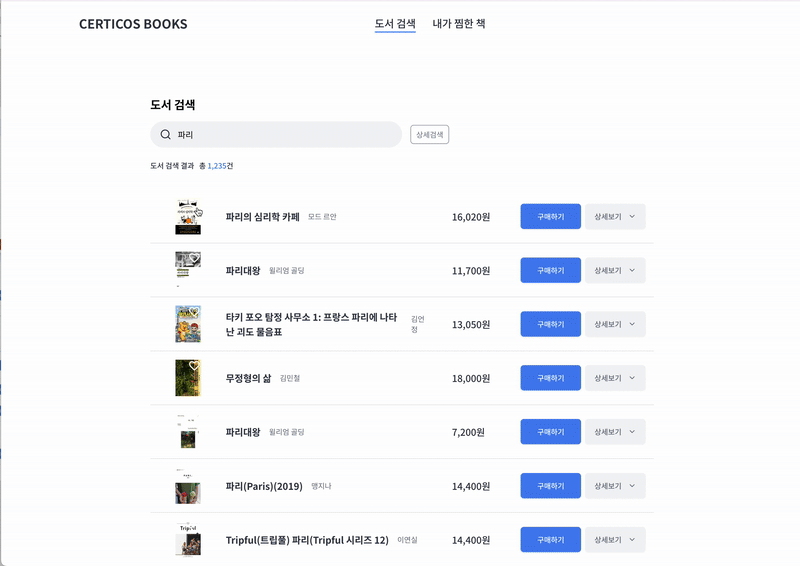 CERTICOS BOOKS
도서 검색
내가 찜한 책
도서 검색
파리
상세검색
도서 검색 결과 총 1,235건
파리의 심리학 카페 모드 르안 16,020원 구매하기 상세보기
파리대왕 윌리엄 골딩 11,700원 구매하기 상세보기
타키 포오 탐정 사무소 1: 프랑스 파리에 나타
난 괴도 물음표
김언
청
13,050원 구매하기 상세보기
무정형의 삶 김민철 18,000원 구매하기 상세보기
파리대왕 윌리엄 골딩 7,200원 구매하기 상세보기
파리(Paris)(2019) 맹지나 14,400원 구매하기 상세보기
Tripful
Tripful(트립풀) 파리(Tripful 시리즈 12) 이연실 14,400원 구매하기 상세보기